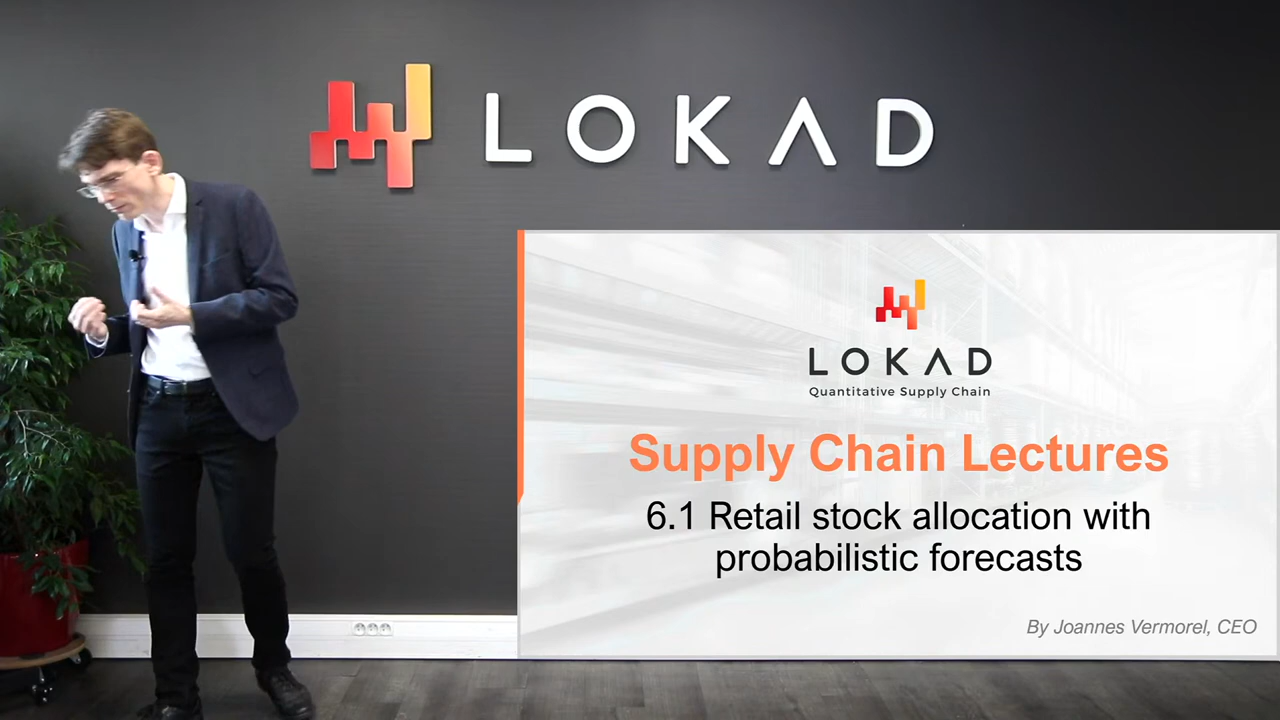 LOKAD
LOKAD
Quantitative Supply Chain
Supply Chain Lectures
6.1 Retail stock allocation with
probabilistic forecasts
By Joannes Vermorel, CEO